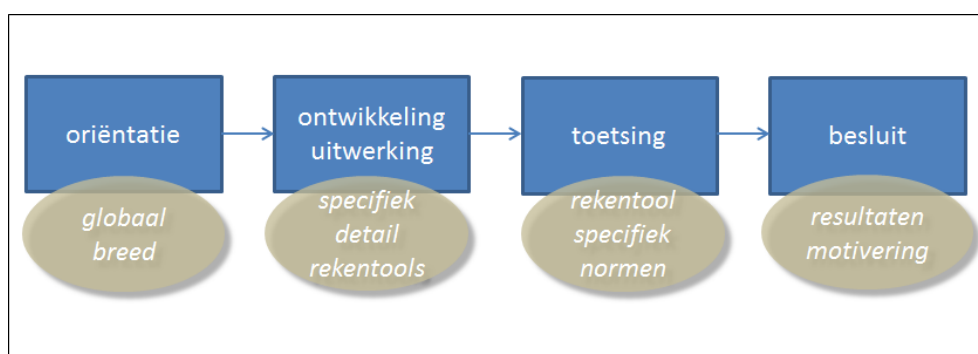 oriëntatie
globaal
breed
ontwikkeling
uitwerking
specifiek
detail
rekentools
toetsing
rekentool
specifiek
normen
besluit
resultaten
motivering